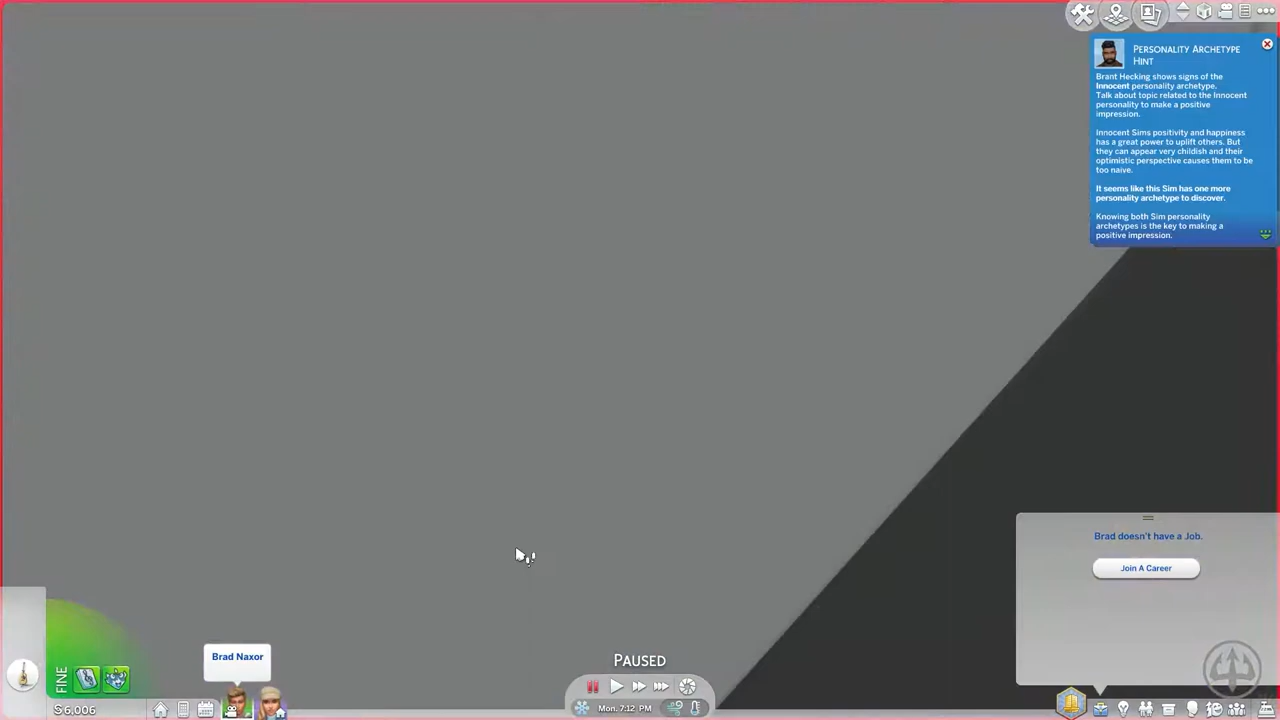 PERSONALITY ARCHETYPE
HINT
Brant Hecking shows signs of the
Innocent personality archetype.
Talk about topic related to the Innocent
personality to make a positive
impression.
Innocent Sims positivity and happiness
has a great power to uplift others. But
they can appear very childish and their
optimistic perspective causes them to be
too naive.
It seems like this Sim has one more
personality archetype to discover.
Knowing both Sim personality
archetypes is the key to making a
positive impression.
Brad doesn't have a Job.
Join A Career
Brad Naxor
FINE
PAUSED
§6,006
Mon. 7:12 PM